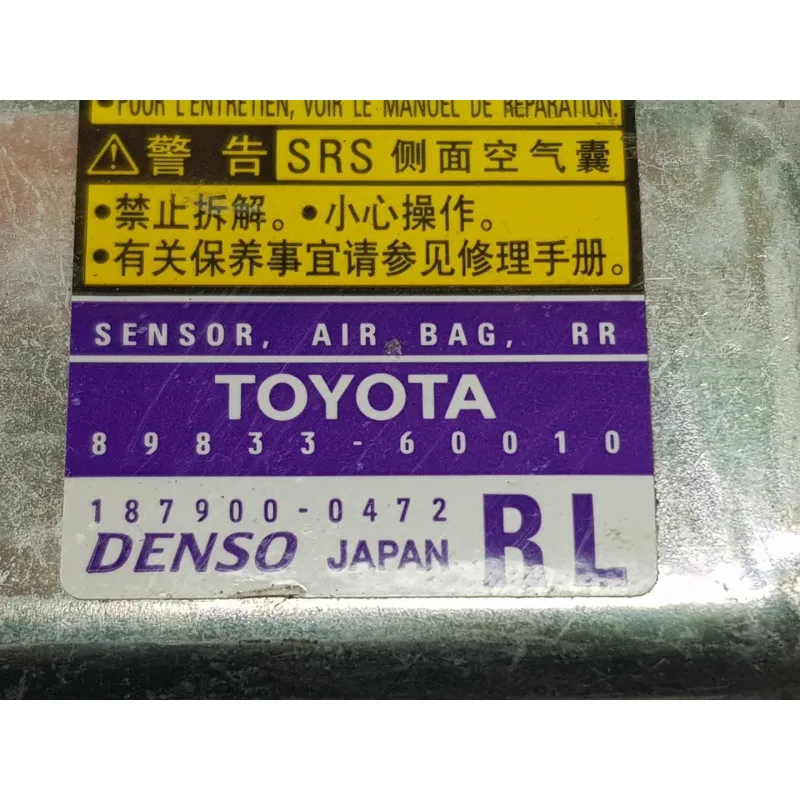 •POUR L'ENTRETIEN, VOIR LE MANUEL DE RÉPARATION.
警告 SRS 侧面空气囊
•禁止拆解。•小心操作。
•有关保养事宜请参见修理手册。
SENSOR, AIR BAG, RR
TOYOTA
89833-60010
187900-0472
DENSO JAPAN RL